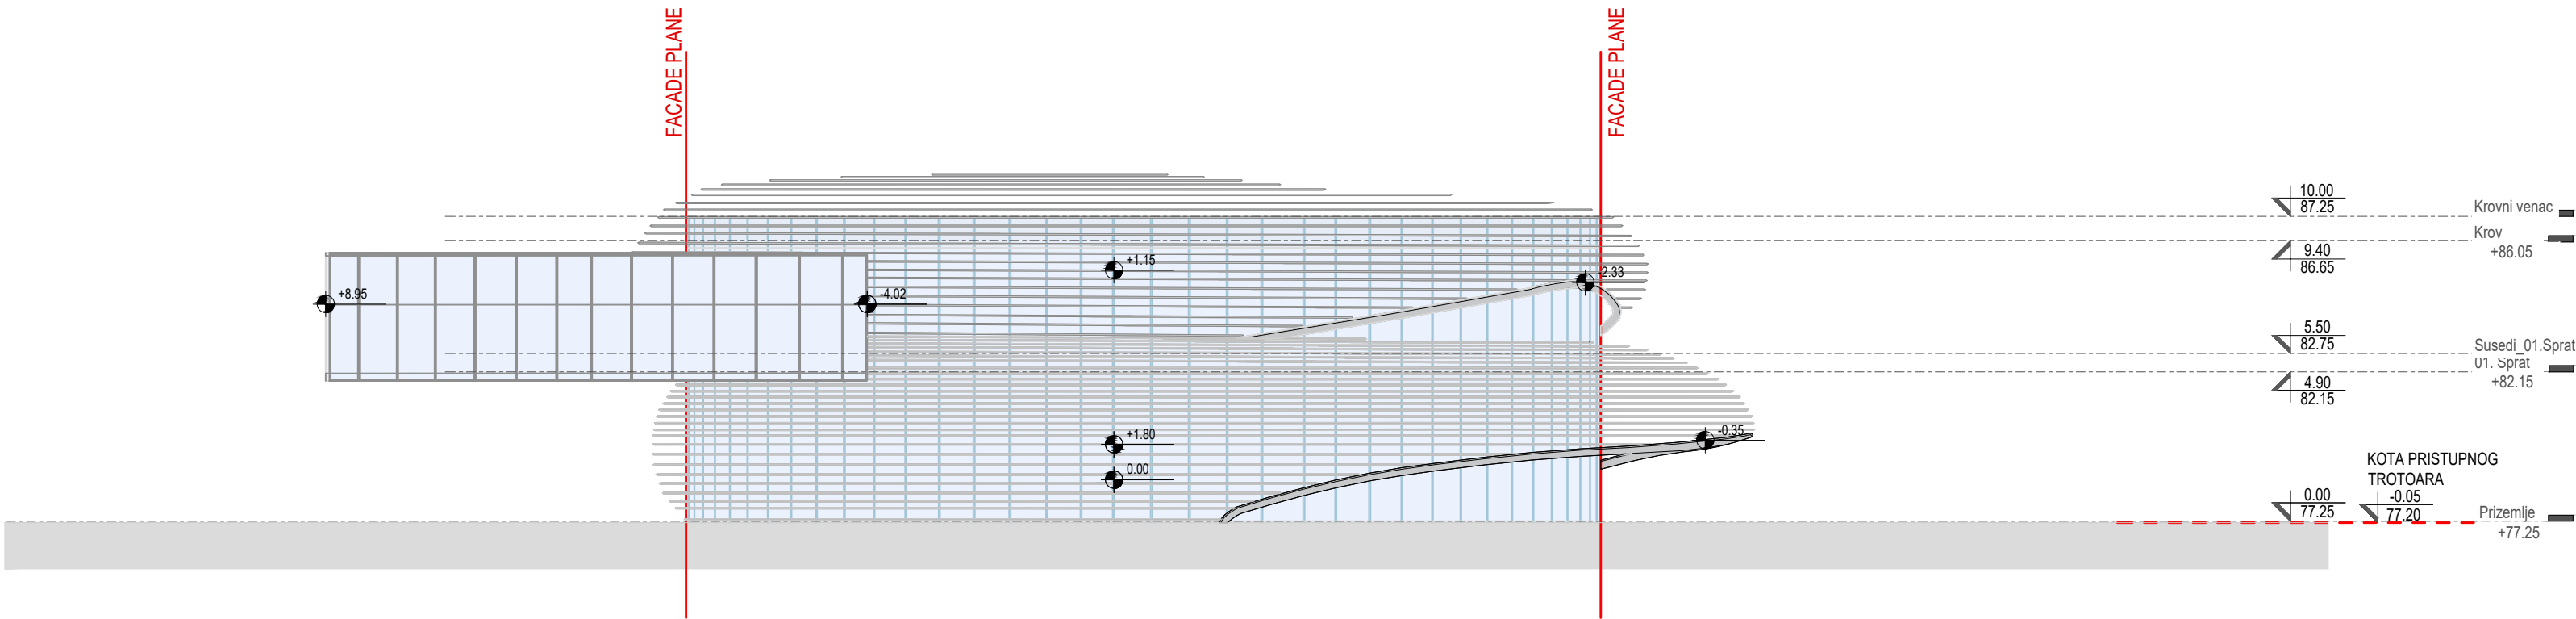 FACADE PLANE
FACADE PLANE
10.00
87.25
Krovni venac
Krov
+86.05
9.40
86.65
+1.15
-2.33
+8.95
-4.02
5.50
82.75
Susedi_01.Sprat
01. Sprat
+82.15
4.90
82.15
+1.80
-0.35
0.00
KOTA PRISTUPNOG
TROTOARA
0.00
77.25
-0.05
77.20
Prizemlje
+77.25